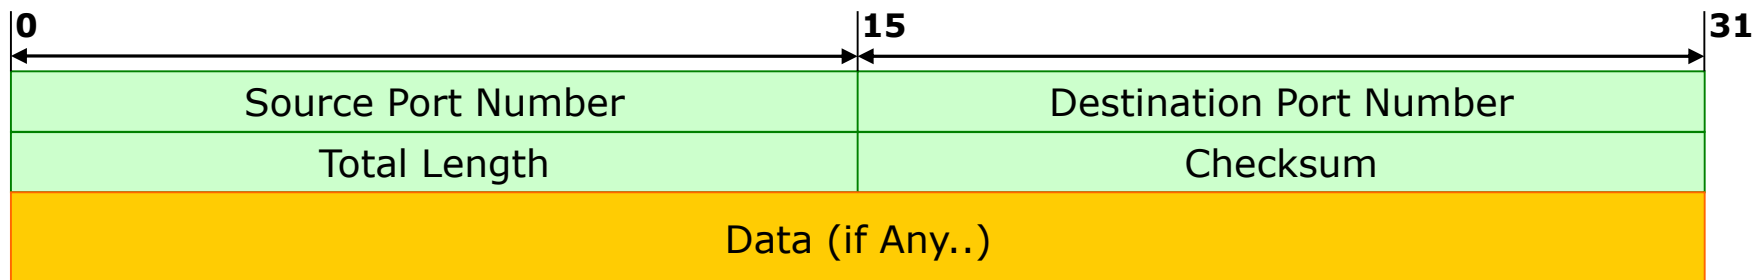 0 15 31
Source Port Number Destination Port Number
Total Length Checksum
Data (if Any..)